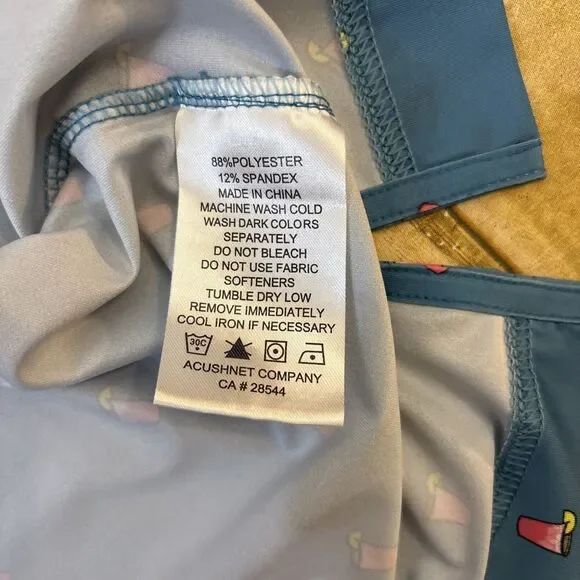 88%POLYESTER
12% SPANDEX
MADE IN CHINA
MACHINE WASH COLD
WASH DARK COLORS
SEPARATELY
DO NOT BLEACH
DO NOT USE FABRIC
SOFTENERS
TUMBLE DRY LOW
REMOVE IMMEDIATELY
COOL IRON IF NECESSARY
30C
ACUSHNET COMPANY
CA # 28544